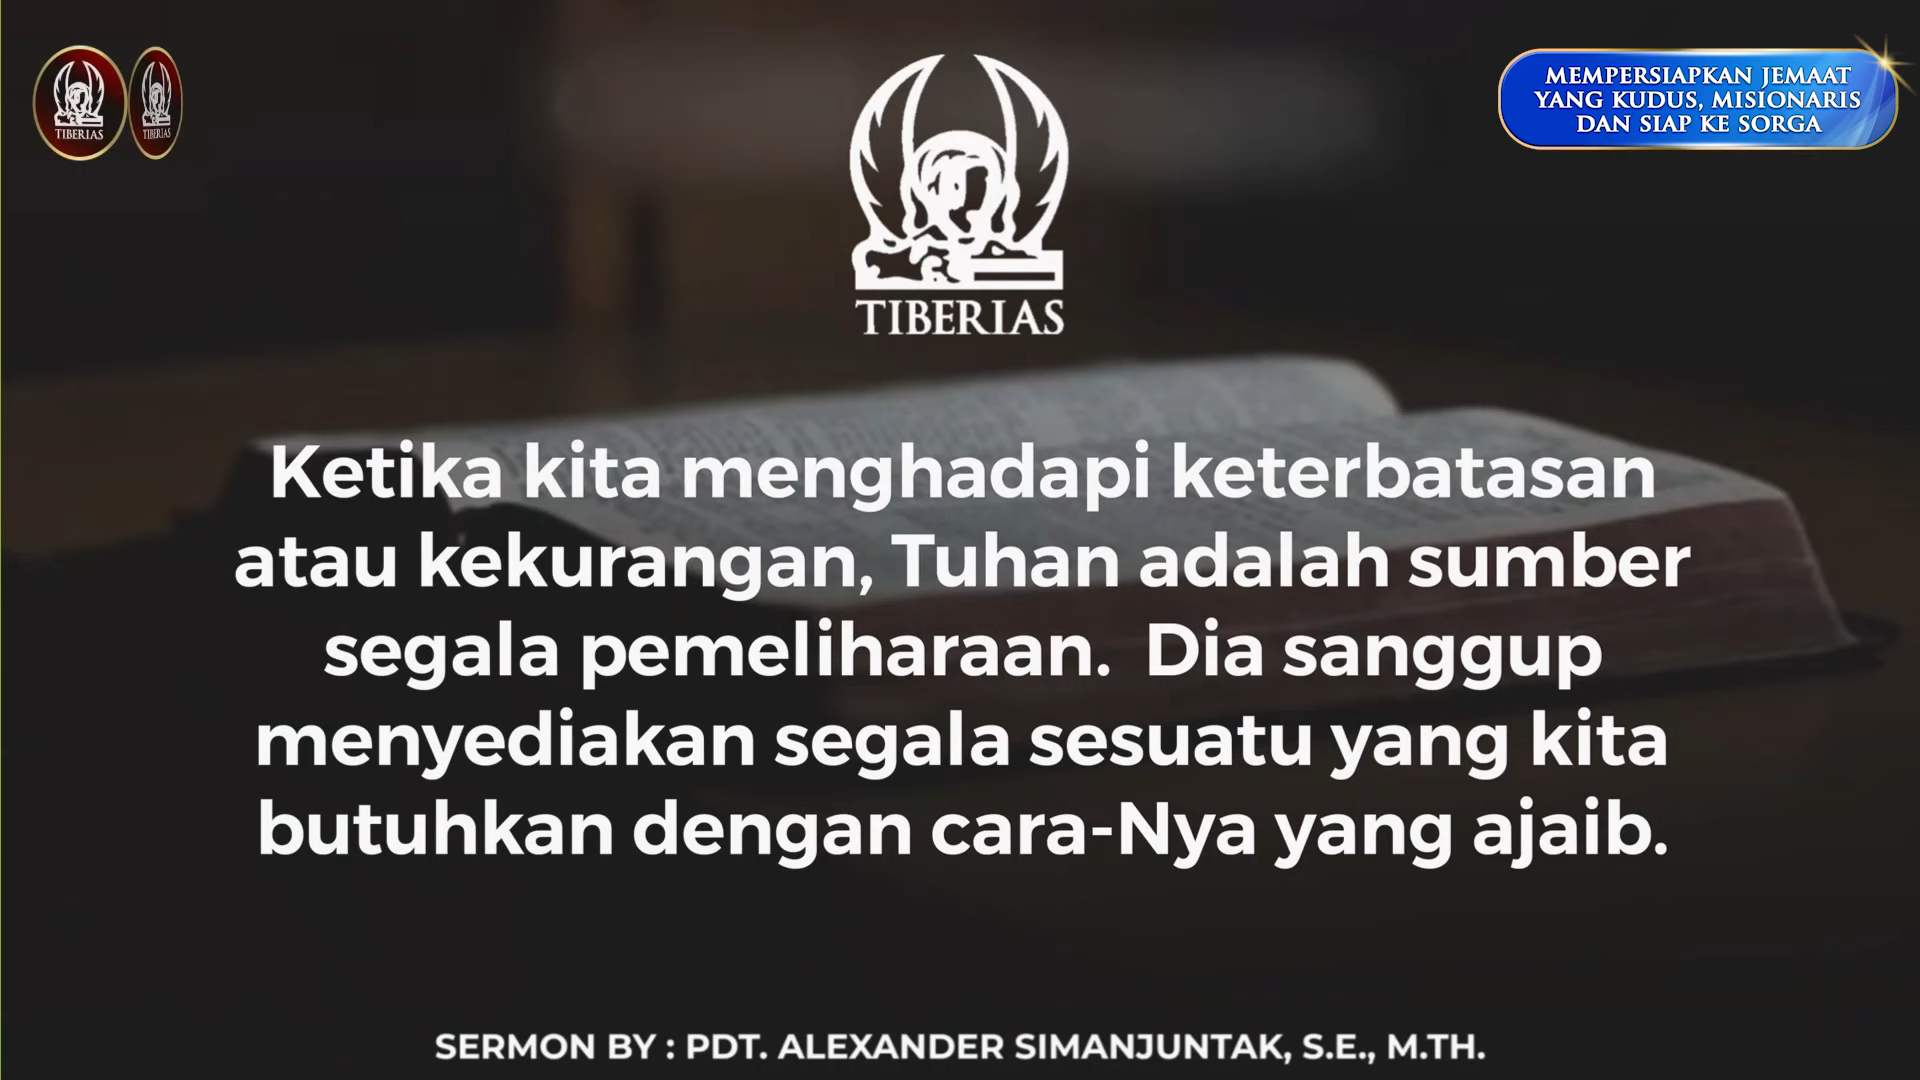 TIBERIAS
TIBERIAS
MEMPERSIAPKAN JEMAAT
YANG KUDUS, MISIONARIS
DAN SIAP KE SORGA
TIBERIAS
Ketika kita menghadapi keterbatasan
atau kekurangan, Tuhan adalah sumber
segala pemeliharaan.  Dia sanggup
menyediakan segala sesuatu yang kita
butuhkan dengan cara-Nya yang ajaib.
SERMON BY : PDT. ALEXANDER SIMANJUNTAK, S.E., M.TH.